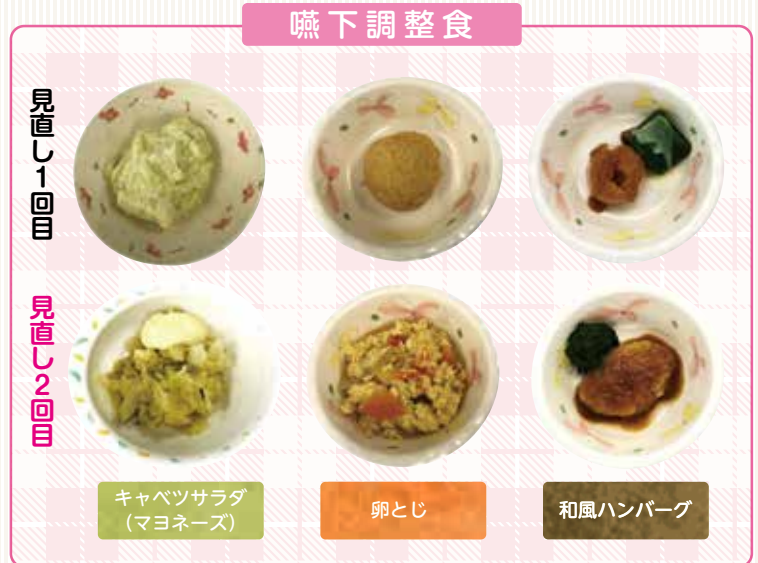 嚥下調整食
見直し1回目
見直し2回目
キャベツサラダ
(マヨネーズ)
卵とじ
和風ハンバーグ